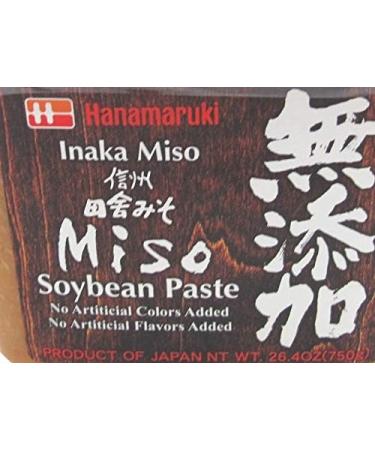 Hanamaruki
Inaka Miso
信州
田舎みそ
Miso
Soybean Paste
No Artificial Colors Added
No Artificial Flavors Added
無添加
PRODUCT OF JAPAN NT WT. 26.4OZ(750g)